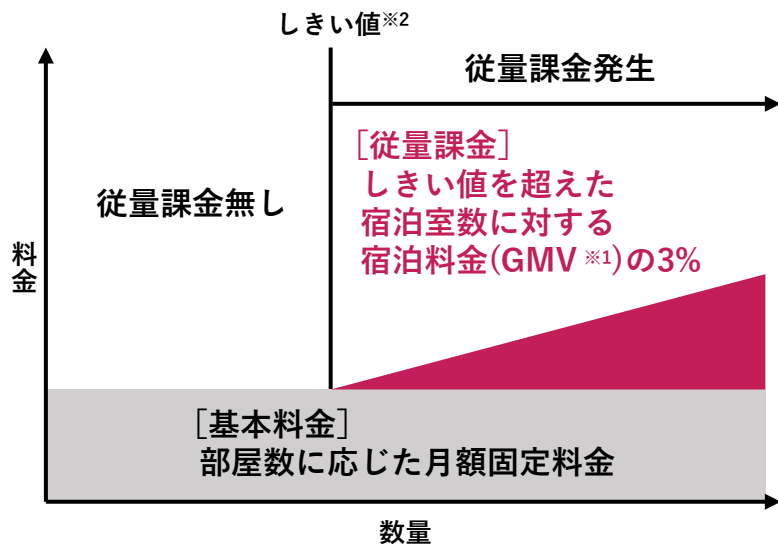 しきい値※2
従量課金発生
[従量課金]
しきい値を超えた
宿泊室数に対する
宿泊料金(GMV ※1)の3%
従量課金無し
料金
[基本料金]
部屋数に応じた月額固定料金
数量